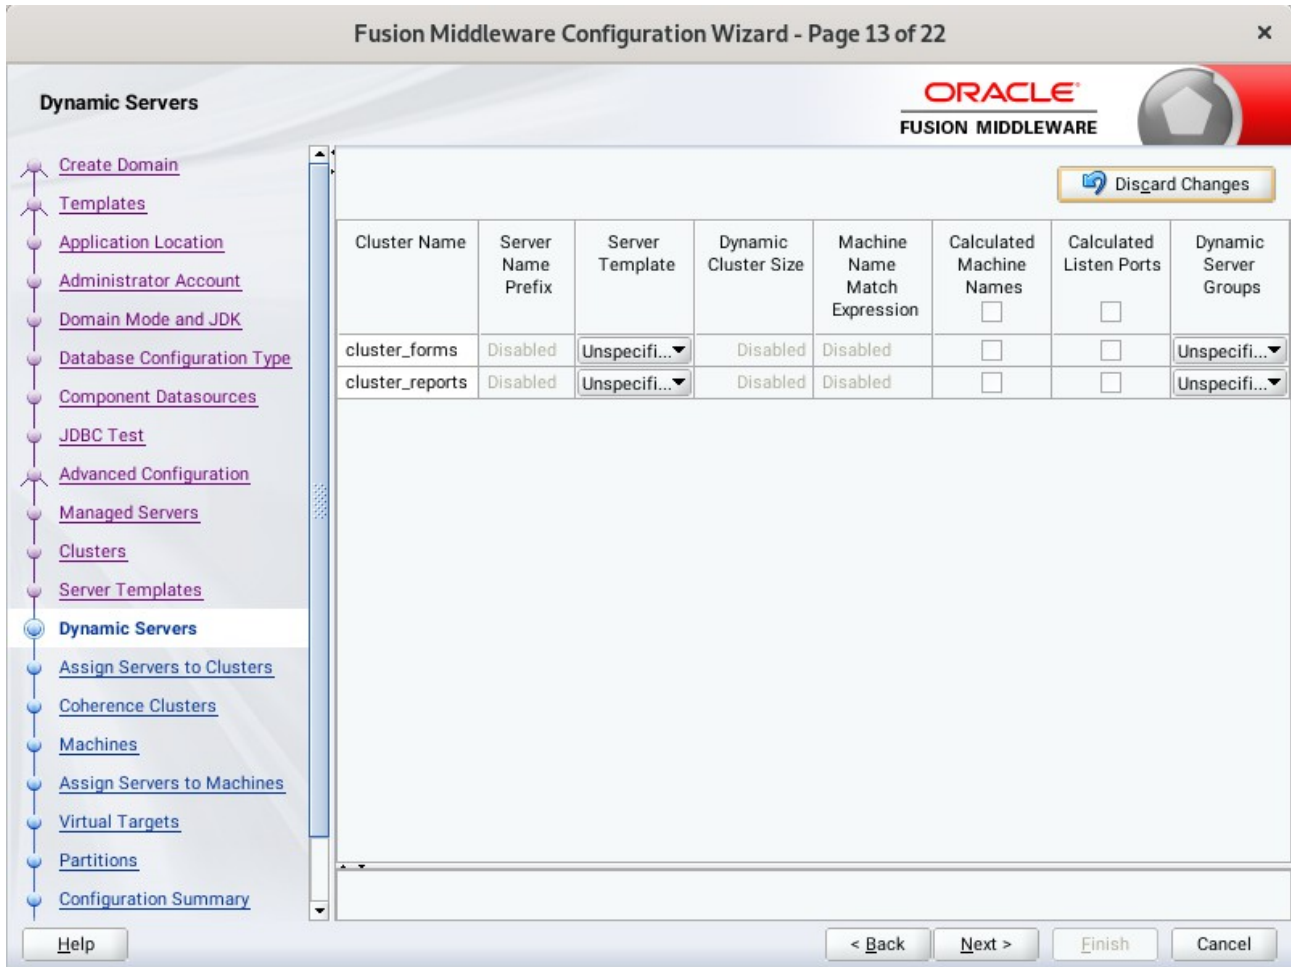 Fusion Middleware Configuration Wizard - Page 13 of 22
Dynamic Servers
ORACLE
FUSION MIDDLEWARE
Create Domain
Templates
Application Location
Administrator Account
Domain Mode and JDK
Database Configuration Type
Component Datasources
JDBC Test
Advanced Configuration
Managed Servers
Clusters
Server Templates
Dynamic Servers
Assign Servers to Clusters
Coherence Clusters
Machines
Assign Servers to Machines
Virtual Targets
Partitions
Configuration Summary
Discard Changes
Cluster Name
Server
Name
Prefix
Server
Template
Dynamic
Cluster Size
Machine
Name
Match
Expression
Calculated
Machine
Names
Calculated
Listen Ports
Dynamic
Server
Groups
cluster_forms Disabled Unspecifi... Disabled Disabled Unspecifi...
cluster_reports Disabled Unspecifi... Disabled Disabled Unspecifi...
Help < Back Next > Finish Cancel